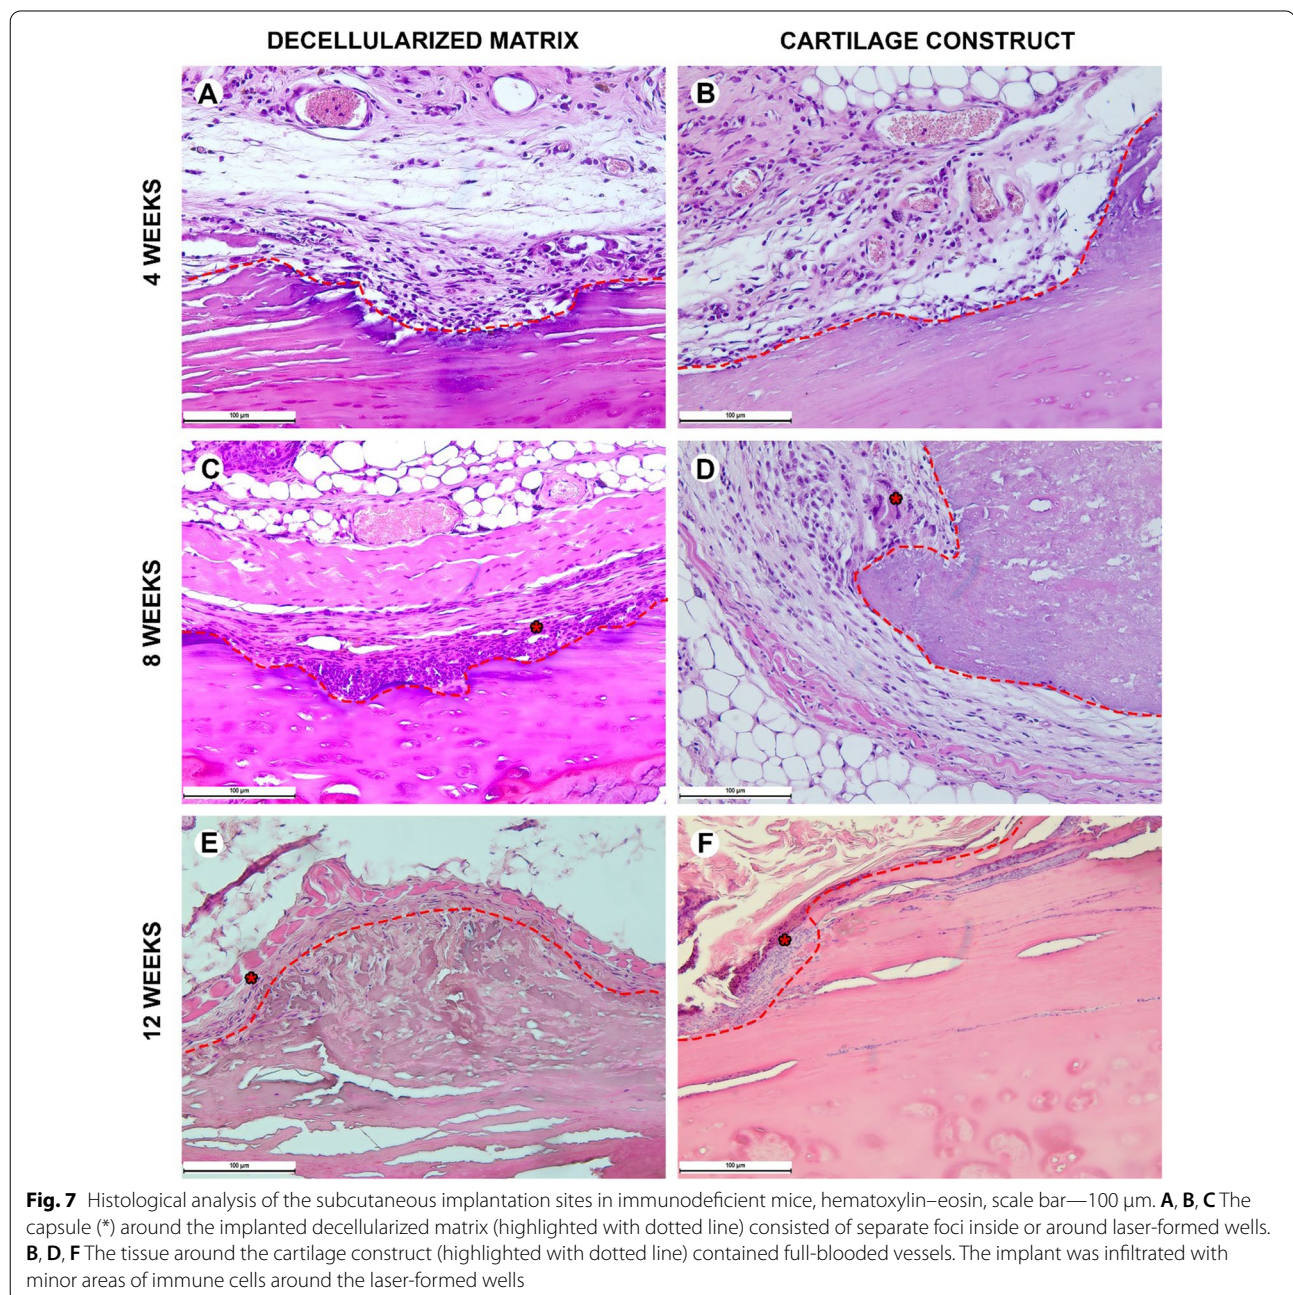 DECELLULARIZED MATRIX
CARTILAGE CONSTRUCT
4 WEEKS
A
100 µm
B
100 µm
8 WEEKS
C
*
100 µm
D
*
100 µm
12 WEEKS
E
*
100 µm
F
*
100 µm
Fig. 7 Histological analysis of the subcutaneous implantation sites in immunodeficient mice, hematoxylin–eosin, scale bar—100 µm. A, B, C The
capsule (*) around the implanted decellularized matrix (highlighted with dotted line) consisted of separate foci inside or around laser-formed wells.
B, D, F The tissue around the cartilage construct (highlighted with dotted line) contained full-blooded vessels. The implant was infiltrated with
minor areas of immune cells around the laser-formed wells